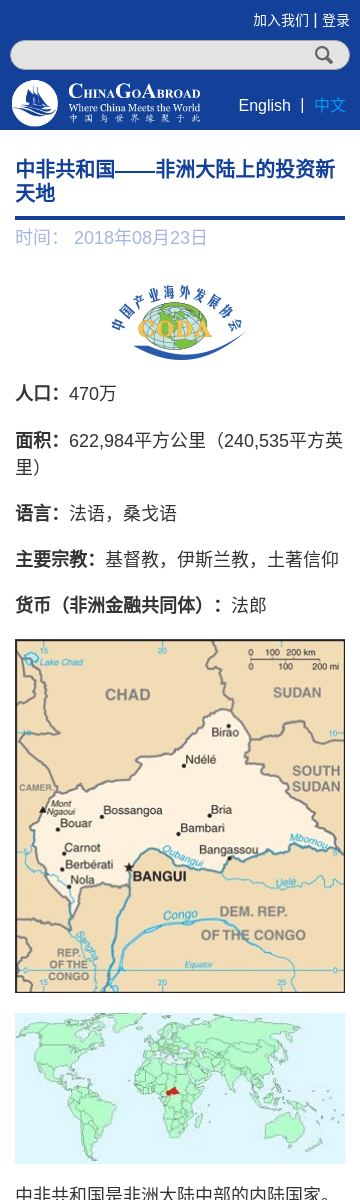 加入我们 | 登录
CHINAGOABROAD
Where China Meets the World
中国与世界缘聚于此
English | 中文
中非共和国——非洲大陆上的投资新
天地
时间： 2018年08月23日
中国产业海外发展协会
CODA
人口：470万
面积：622,984平方公里（240,535平方英
里）
语言：法语，桑戈语
主要宗教：基督教，伊斯兰教，土著信仰
货币（非洲金融共同体）：法郎
15 20
Lake Chad
0 100 200 km
0 100 200 mi
CHAD
SUDAN
Birao
10
Ndélé
SOUTH
SUDAN
CAMER.
Mont
Ngaoui
Bossangoa
Bria
Bouar
Bambari
Carnot
Bangassou
Mbomou
Oubangui
5
Berbérati
Nola
BANGUI
Uele
Congo
DEM. REP.
OF THE CONGO
Sangha
REP.
OF THE
CONGO
Equator
0
15 20 25
中非共和国是非洲大陆中部的内陆国家。